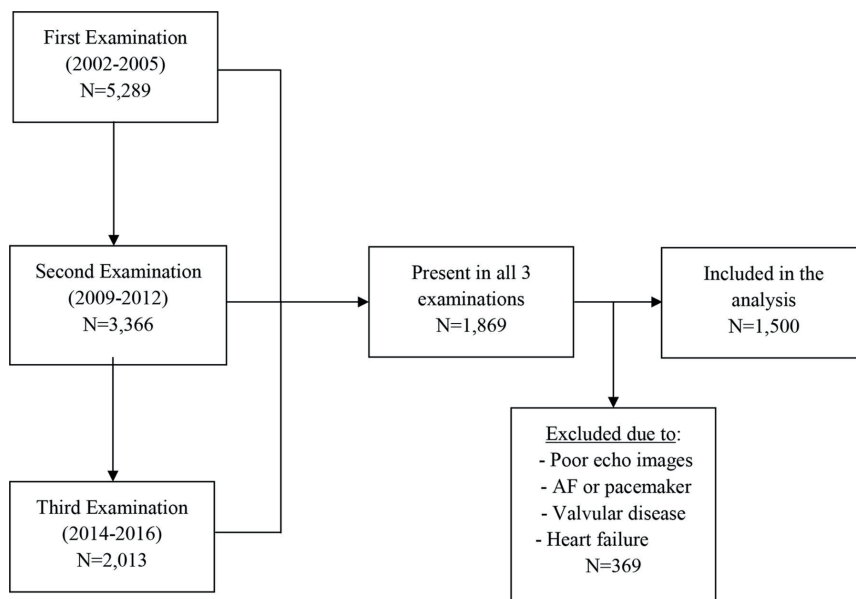 First Examination
(2002-2005)
N=5,289
Second Examination
(2009-2012)
N=3,366
Third Examination
(2014-2016)
N=2,013
Present in all 3
examinations
N=1,869
Included in the
analysis
N=1,500
Excluded due to:
- Poor echo images
- AF or pacemaker
- Valvular disease
- Heart failure
N=369